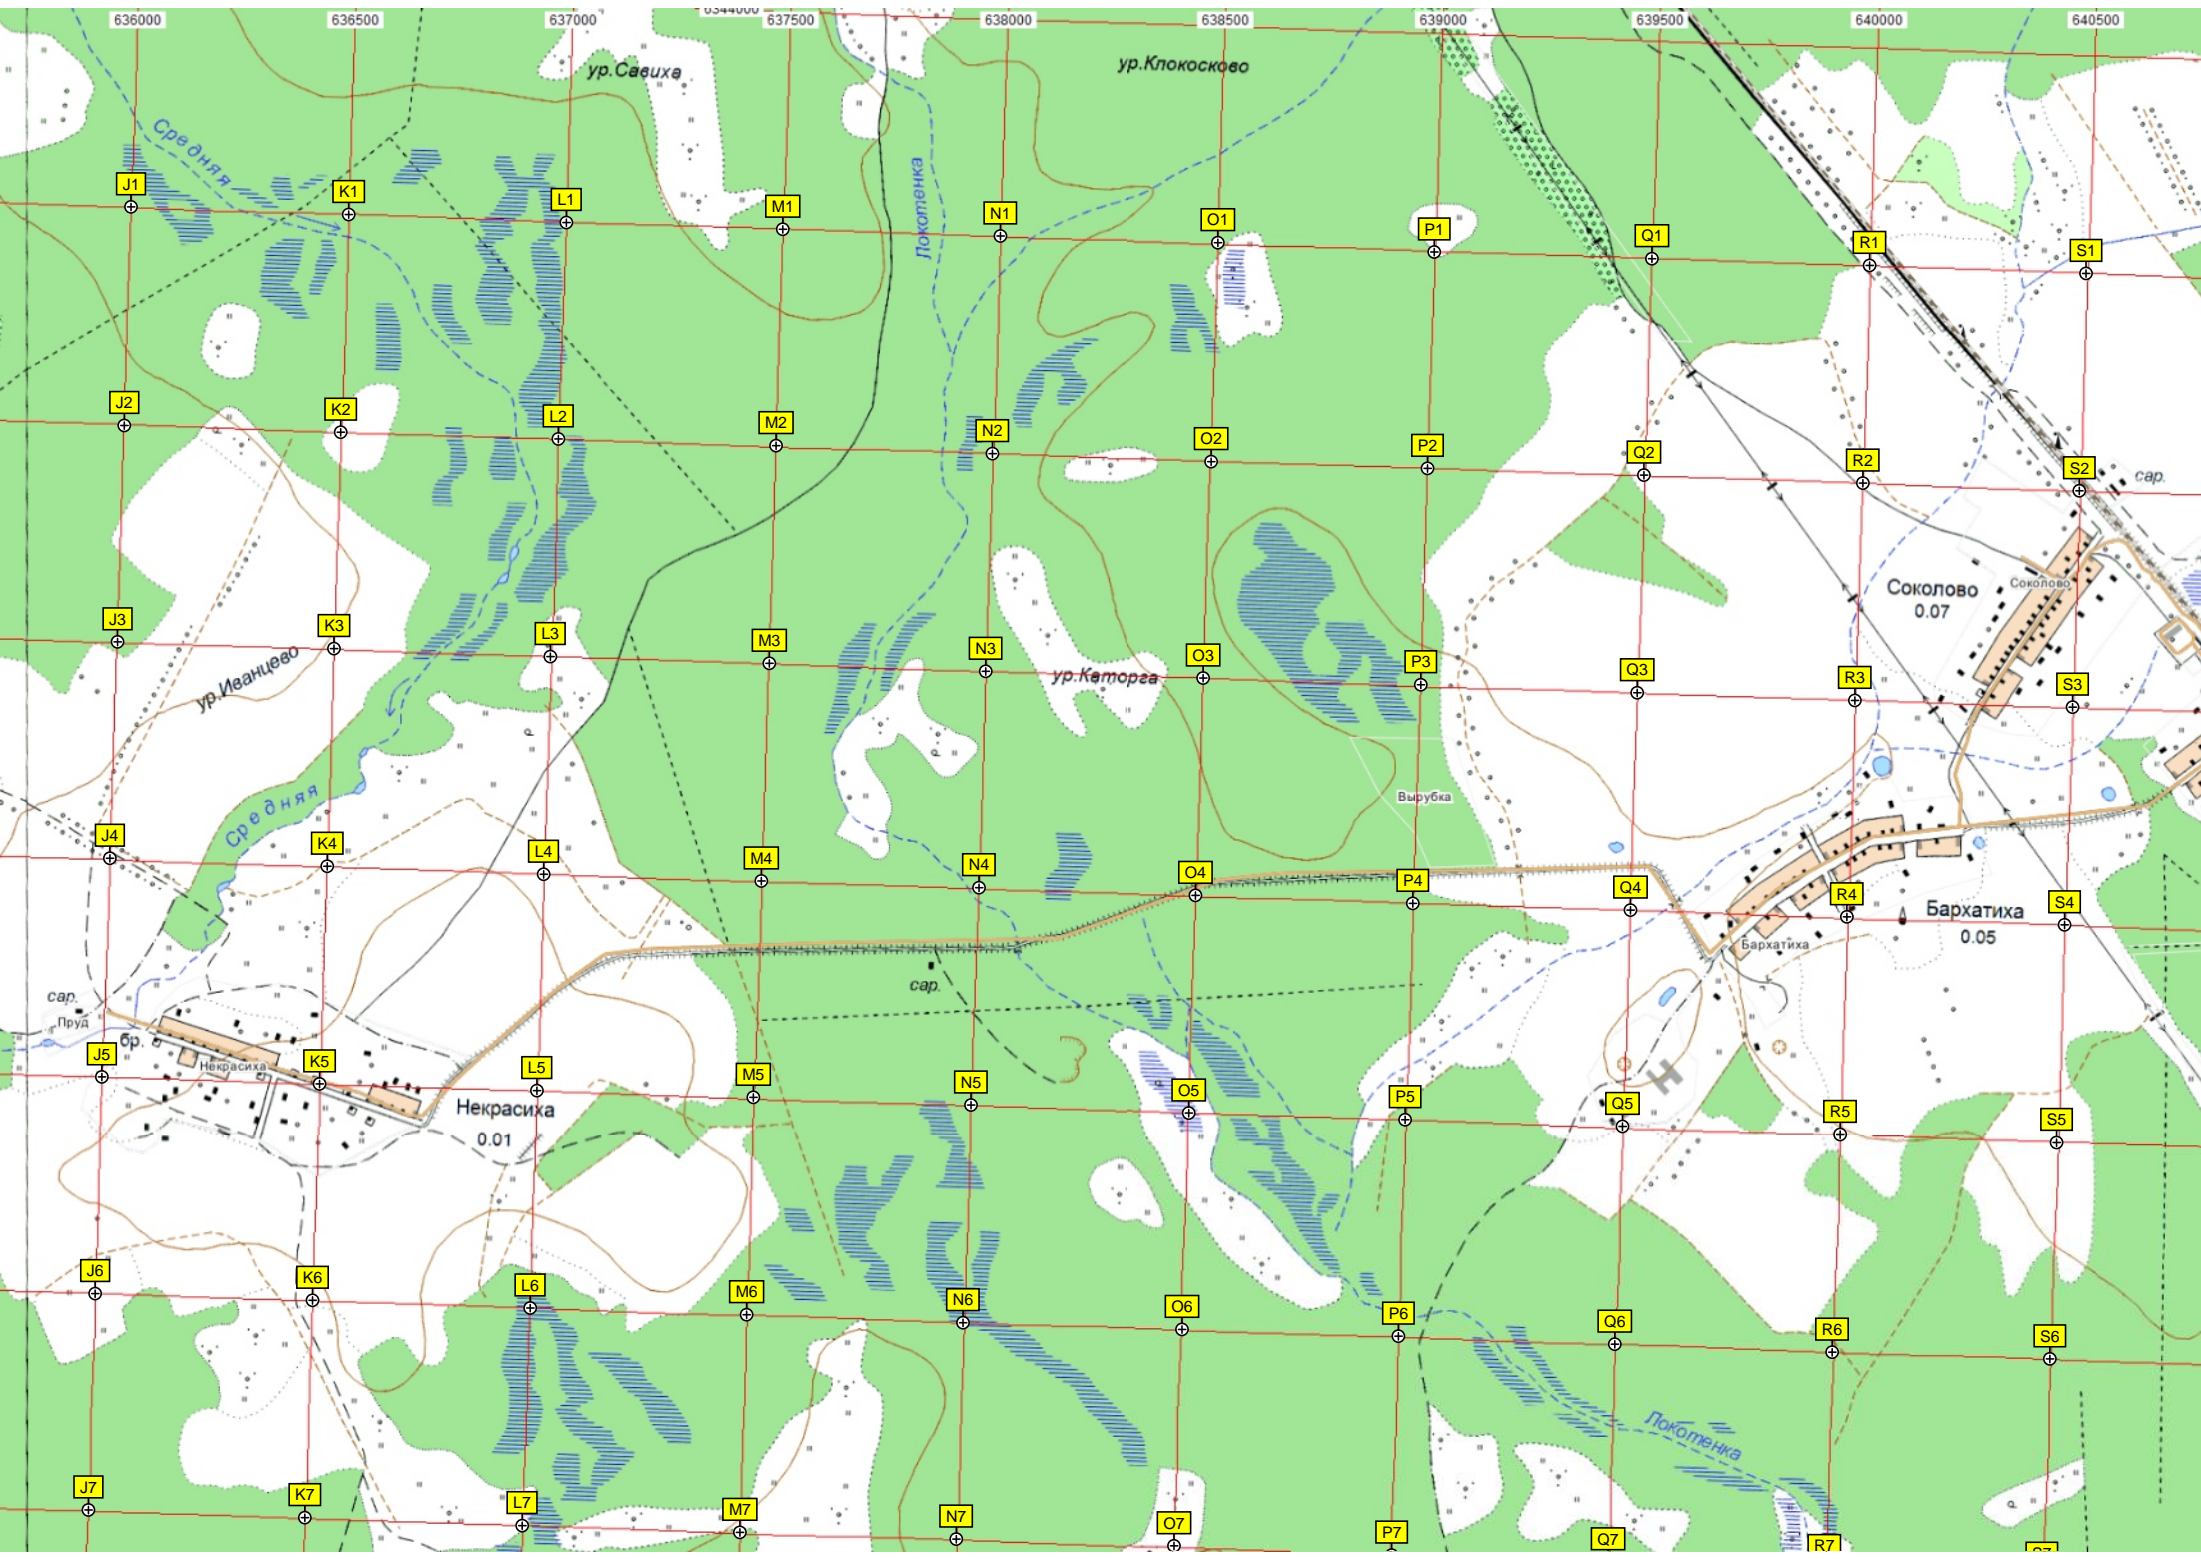 636000 636500 637000 6344000 637500 638000 638500 639000 639500 640000 640500
ур.Савиха
ур.Клокосково
Средняя
Локотенка
J1 K1 L1 M1 N1 O1 P1 Q1 R1 S1
J2 K2 L2 M2 N2 O2 P2 Q2 R2 S2
сар.
Соколово
Соколово
0.07
J3 K3 L3 M3 N3 O3 P3 Q3 R3 S3
ур.Иванцево
ур.Каторга
Вырубка
Средняя
J4 K4 L4 M4 N4 O4 P4 Q4 R4 S4
Бархатиха
0.05
Бархатиха
сар.
сар.
Пруд
бр.
Некрасиха
J5 K5 L5 M5 N5 O5 P5 Q5 R5 S5
Некрасиха
0.01
J6 K6 L6 M6 N6 O6 P6 Q6 R6 S6
Локотенка
J7 K7 L7 M7 N7 O7 P7 Q7 R7 S7